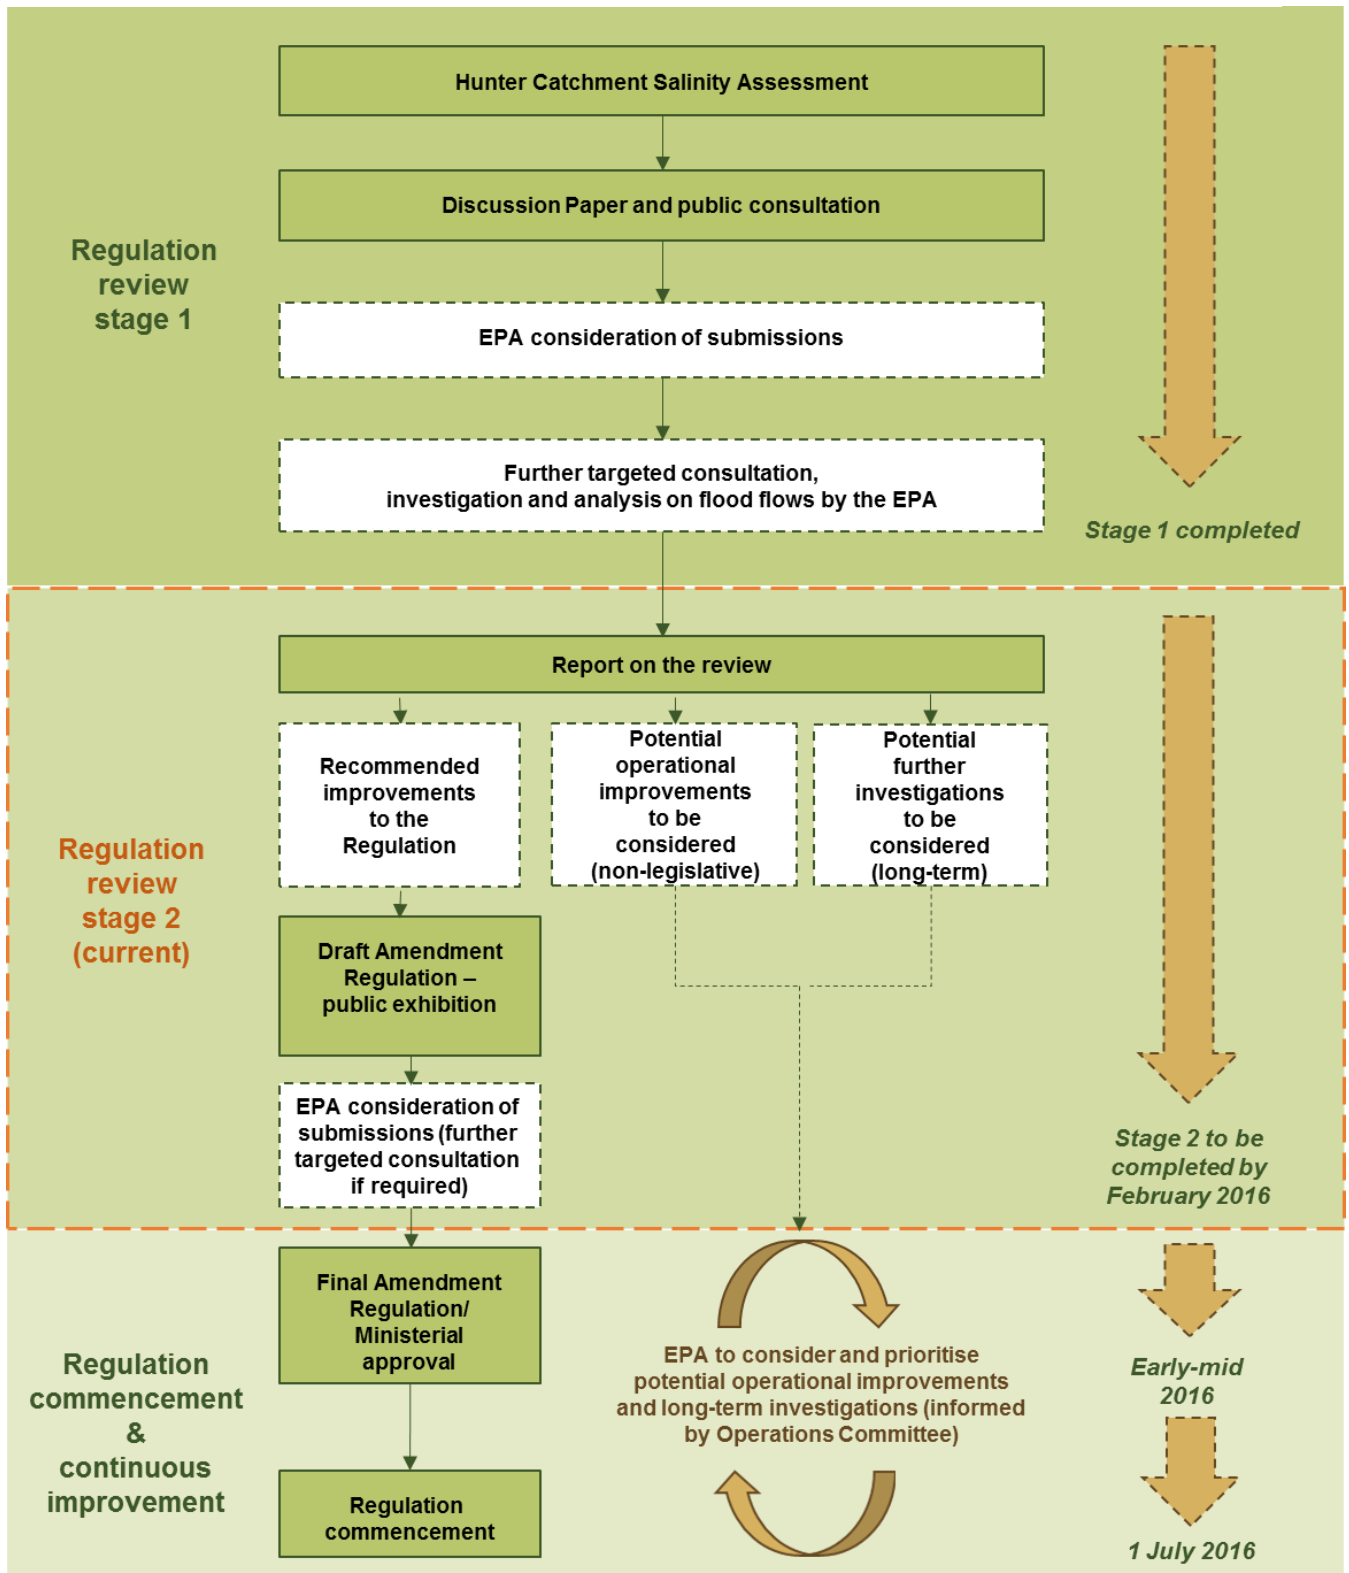 Hunter Catchment Salinity Assessment
Discussion Paper and public consultation
Regulation
review
stage 1
EPA consideration of submissions
Further targeted consultation,
investigation and analysis on flood flows by the EPA
Stage 1 completed
Report on the review
Recommended
improvements
to the
Regulation
Potential
operational
improvements
to be
considered
(non-legislative)
Potential
further
investigations
to be
considered
(long-term)
Regulation
review
stage 2
(current)
Draft Amendment
Regulation –
public exhibition
EPA consideration of
submissions (further
targeted consultation
if required)
Stage 2 to be
completed by
February 2016
Final Amendment
Regulation/
Ministerial
approval
Regulation
commencement
&
continuous
improvement
EPA to consider and prioritise
potential operational improvements
and long-term investigations (informed
by Operations Committee)
Early-mid
2016
Regulation
commencement
1 July 2016